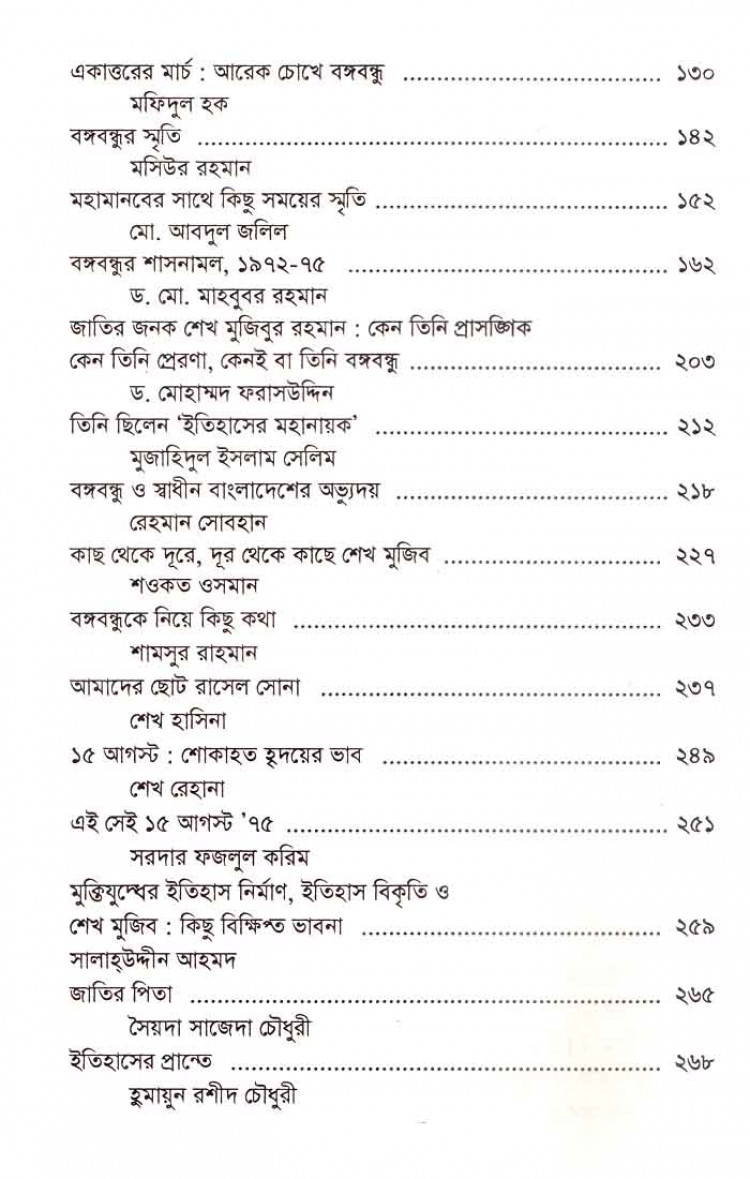 একাত্তরের মার্চ : আরেক চোখে বঙ্গবন্ধু ................................ ১৩০
মফিদুল হক
বঙ্গবন্ধুর স্মৃতি .......................................................... ১৪২
মসিউর রহমান
মহামানবের সাথে কিছু সময়ের স্মৃতি .................................... ১৫২
মো. আবদুল জলিল
বঙ্গবন্ধুর শাসনামল, ১৯৭২-৭৫ ....................................... ১৬২
ড. মো. মাহবুবর রহমান
জাতির জনক শেখ মুজিবুর রহমান : কেন তিনি প্রাসঙ্গিক
কেন তিনি প্রেরণা, কেনই বা তিনি বঙ্গবন্ধু ............................... ২০৩
ড. মোহাম্মদ ফরাসউদ্দিন
তিনি ছিলেন ‘ইতিহাসের মহানায়ক’ .................................... ২১২
মুজাহিদুল ইসলাম সেলিম
বঙ্গবন্ধু ও স্বাধীন বাংলাদেশের অভ্যুদয় ................................. ২১৮
রেহমান সোবহান
কাছ থেকে দূরে, দূর থেকে কাছে শেখ মুজিব ........................... ২২৭
শওকত ওসমান
বঙ্গবন্ধুকে নিয়ে কিছু কথা .............................................. ২৩৩
শামসুর রাহমান
আমাদের ছোট রাসেল সোনা .......................................... ২৩৭
শেখ হাসিনা
১৫ আগস্ট : শোকাহত হৃদয়ের ভাব ................................... ২৪৯
শেখ রেহানা
এই সেই ১৫ আগস্ট ’৭৫ ............................................... ২৫১
সরদার ফজলুল করিম
মুক্তিযুদ্ধের ইতিহাস নির্মাণ, ইতিহাস বিকৃতি ও
শেখ মুজিব : কিছু বিক্ষিপ্ত ভাবনা ..................................... ২৫৯
সালাহ্উদ্দীন আহমদ
জাতির পিতা .......................................................... ২৬৫
সৈয়দা সাজেদা চৌধুরী
ইতিহাসের প্রান্তে ..................................................... ২৬৮
হুমায়ুন রশীদ চৌধুরী